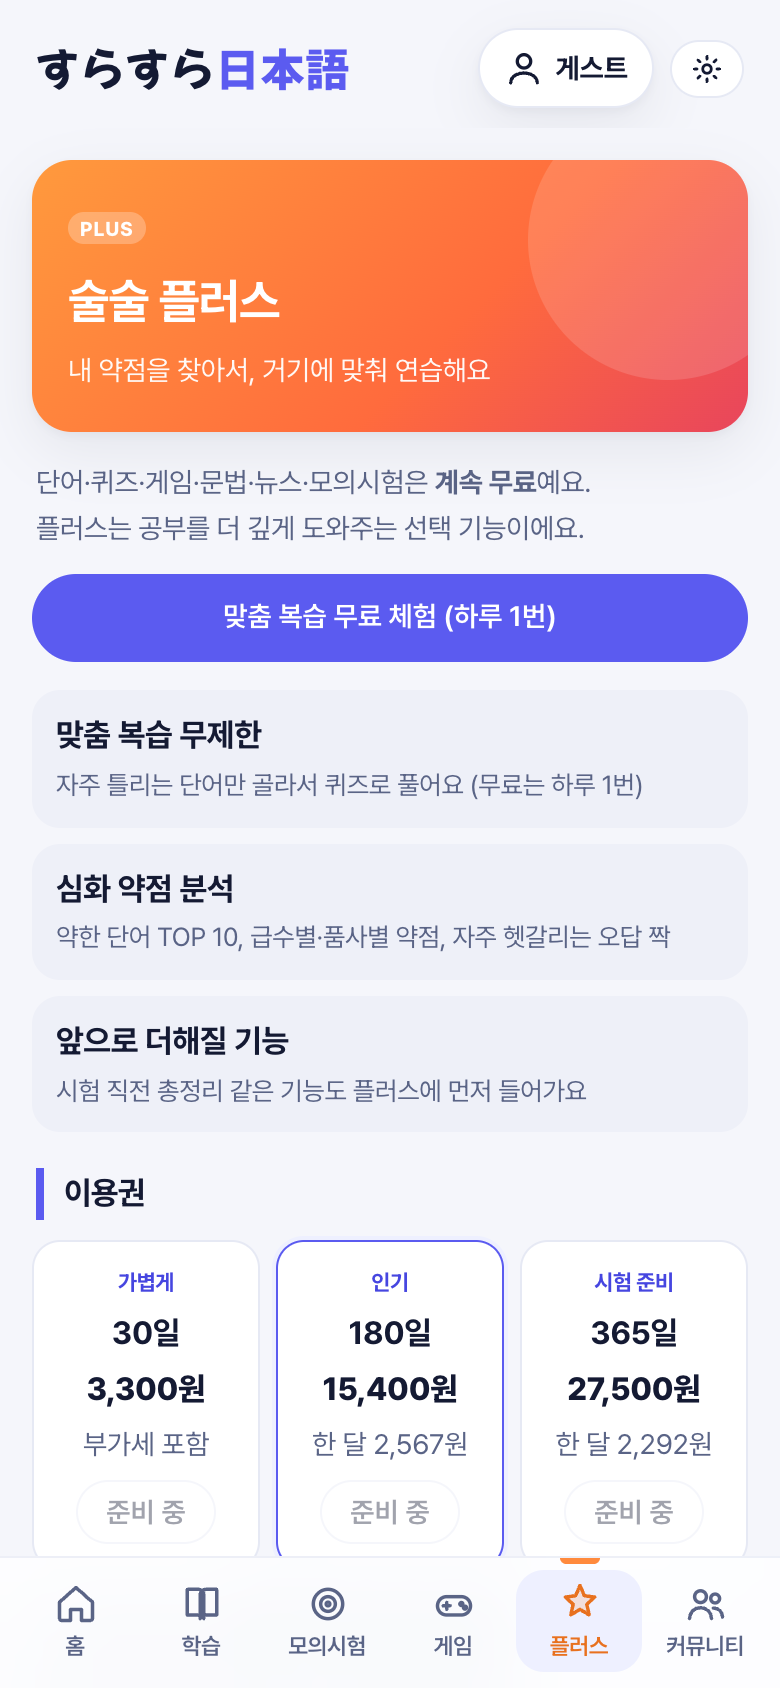 すらすら日本語
게스트
PLUS
술술 플러스
내 약점을 찾아서, 거기에 맞춰 연습해요
단어·퀴즈·게임·문법·뉴스·모의시험은 계속 무료예요.
플러스는 공부를 더 깊게 도와주는 선택 기능이에요.
맞춤 복습 무료 체험 (하루 1번)
맞춤 복습 무제한
자주 틀리는 단어만 골라서 퀴즈로 풀어요 (무료는 하루 1번)
심화 약점 분석
약한 단어 TOP 10, 급수별·품사별 약점, 자주 헷갈리는 오답 짝
앞으로 더해질 기능
시험 직전 총정리 같은 기능도 플러스에 먼저 들어가요
이용권
가볍게
30일
3,300원
부가세 포함
준비 중
인기
180일
15,400원
한 달 2,567원
준비 중
시험 준비
365일
27,500원
한 달 2,292원
준비 중
홈
학습
모의시험
게임
플러스
커뮤니티